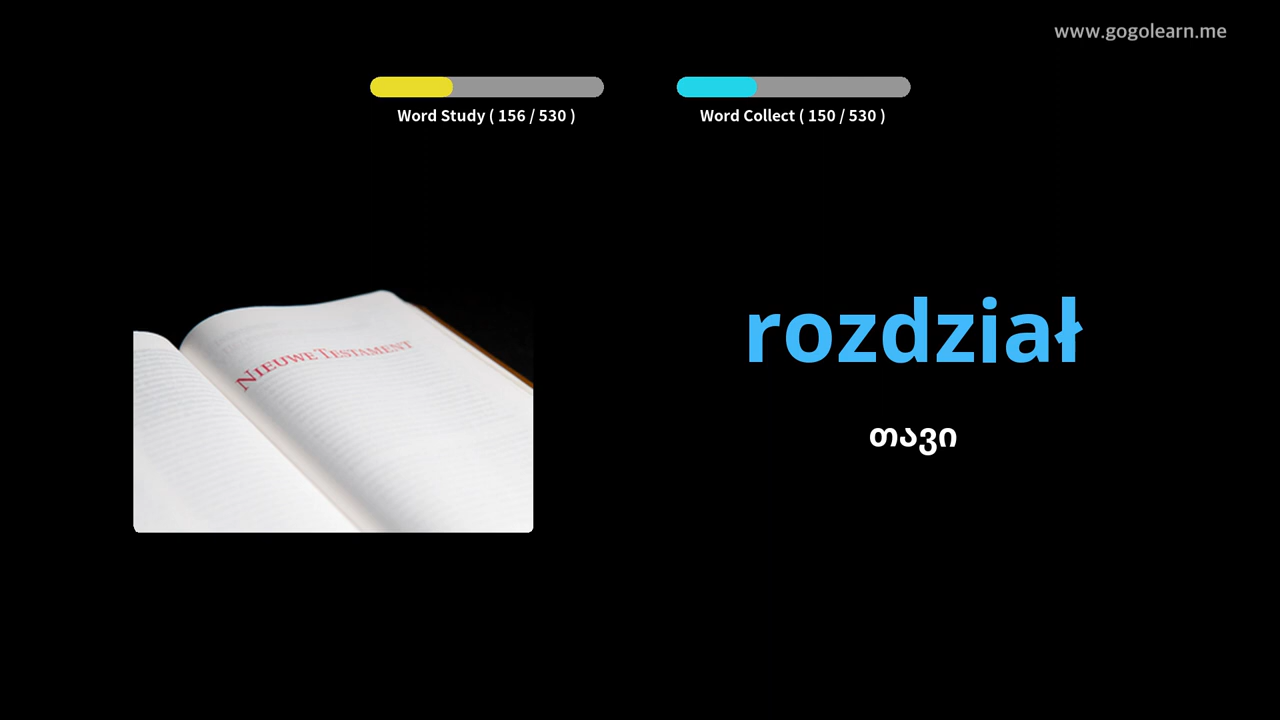 www.gogolearn.me
Word Study ( 156 / 530 )
Word Collect ( 150 / 530 )
NIEUWE TESTAMENT
rozdział
თავი